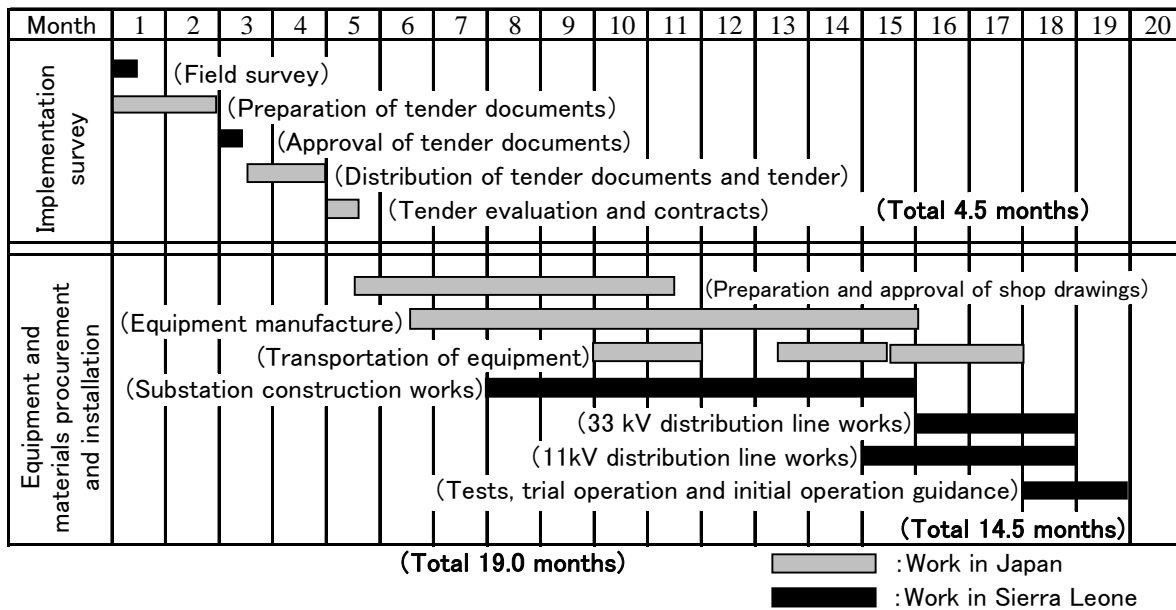 Month 1 2 3 4 5 6 7 8 9 10 11 12 13 14 15 16 17 18 19 20
Implementation
survey
(Field survey)
(Preparation of tender documents)
(Approval of tender documents)
(Distribution of tender documents and tender)
(Tender evaluation and contracts) (Total 4.5 months)
Equipment and
materials procurement
and installation
(Preparation and approval of shop drawings)
(Equipment manufacture)
(Transportation of equipment)
(Substation construction works)
(33 kV distribution line works)
(11kV distribution line works)
(Tests, trial operation and initial operation guidance)
(Total 14.5 months)
(Total 19.0 months)
:Work in Japan
:Work in Sierra Leone